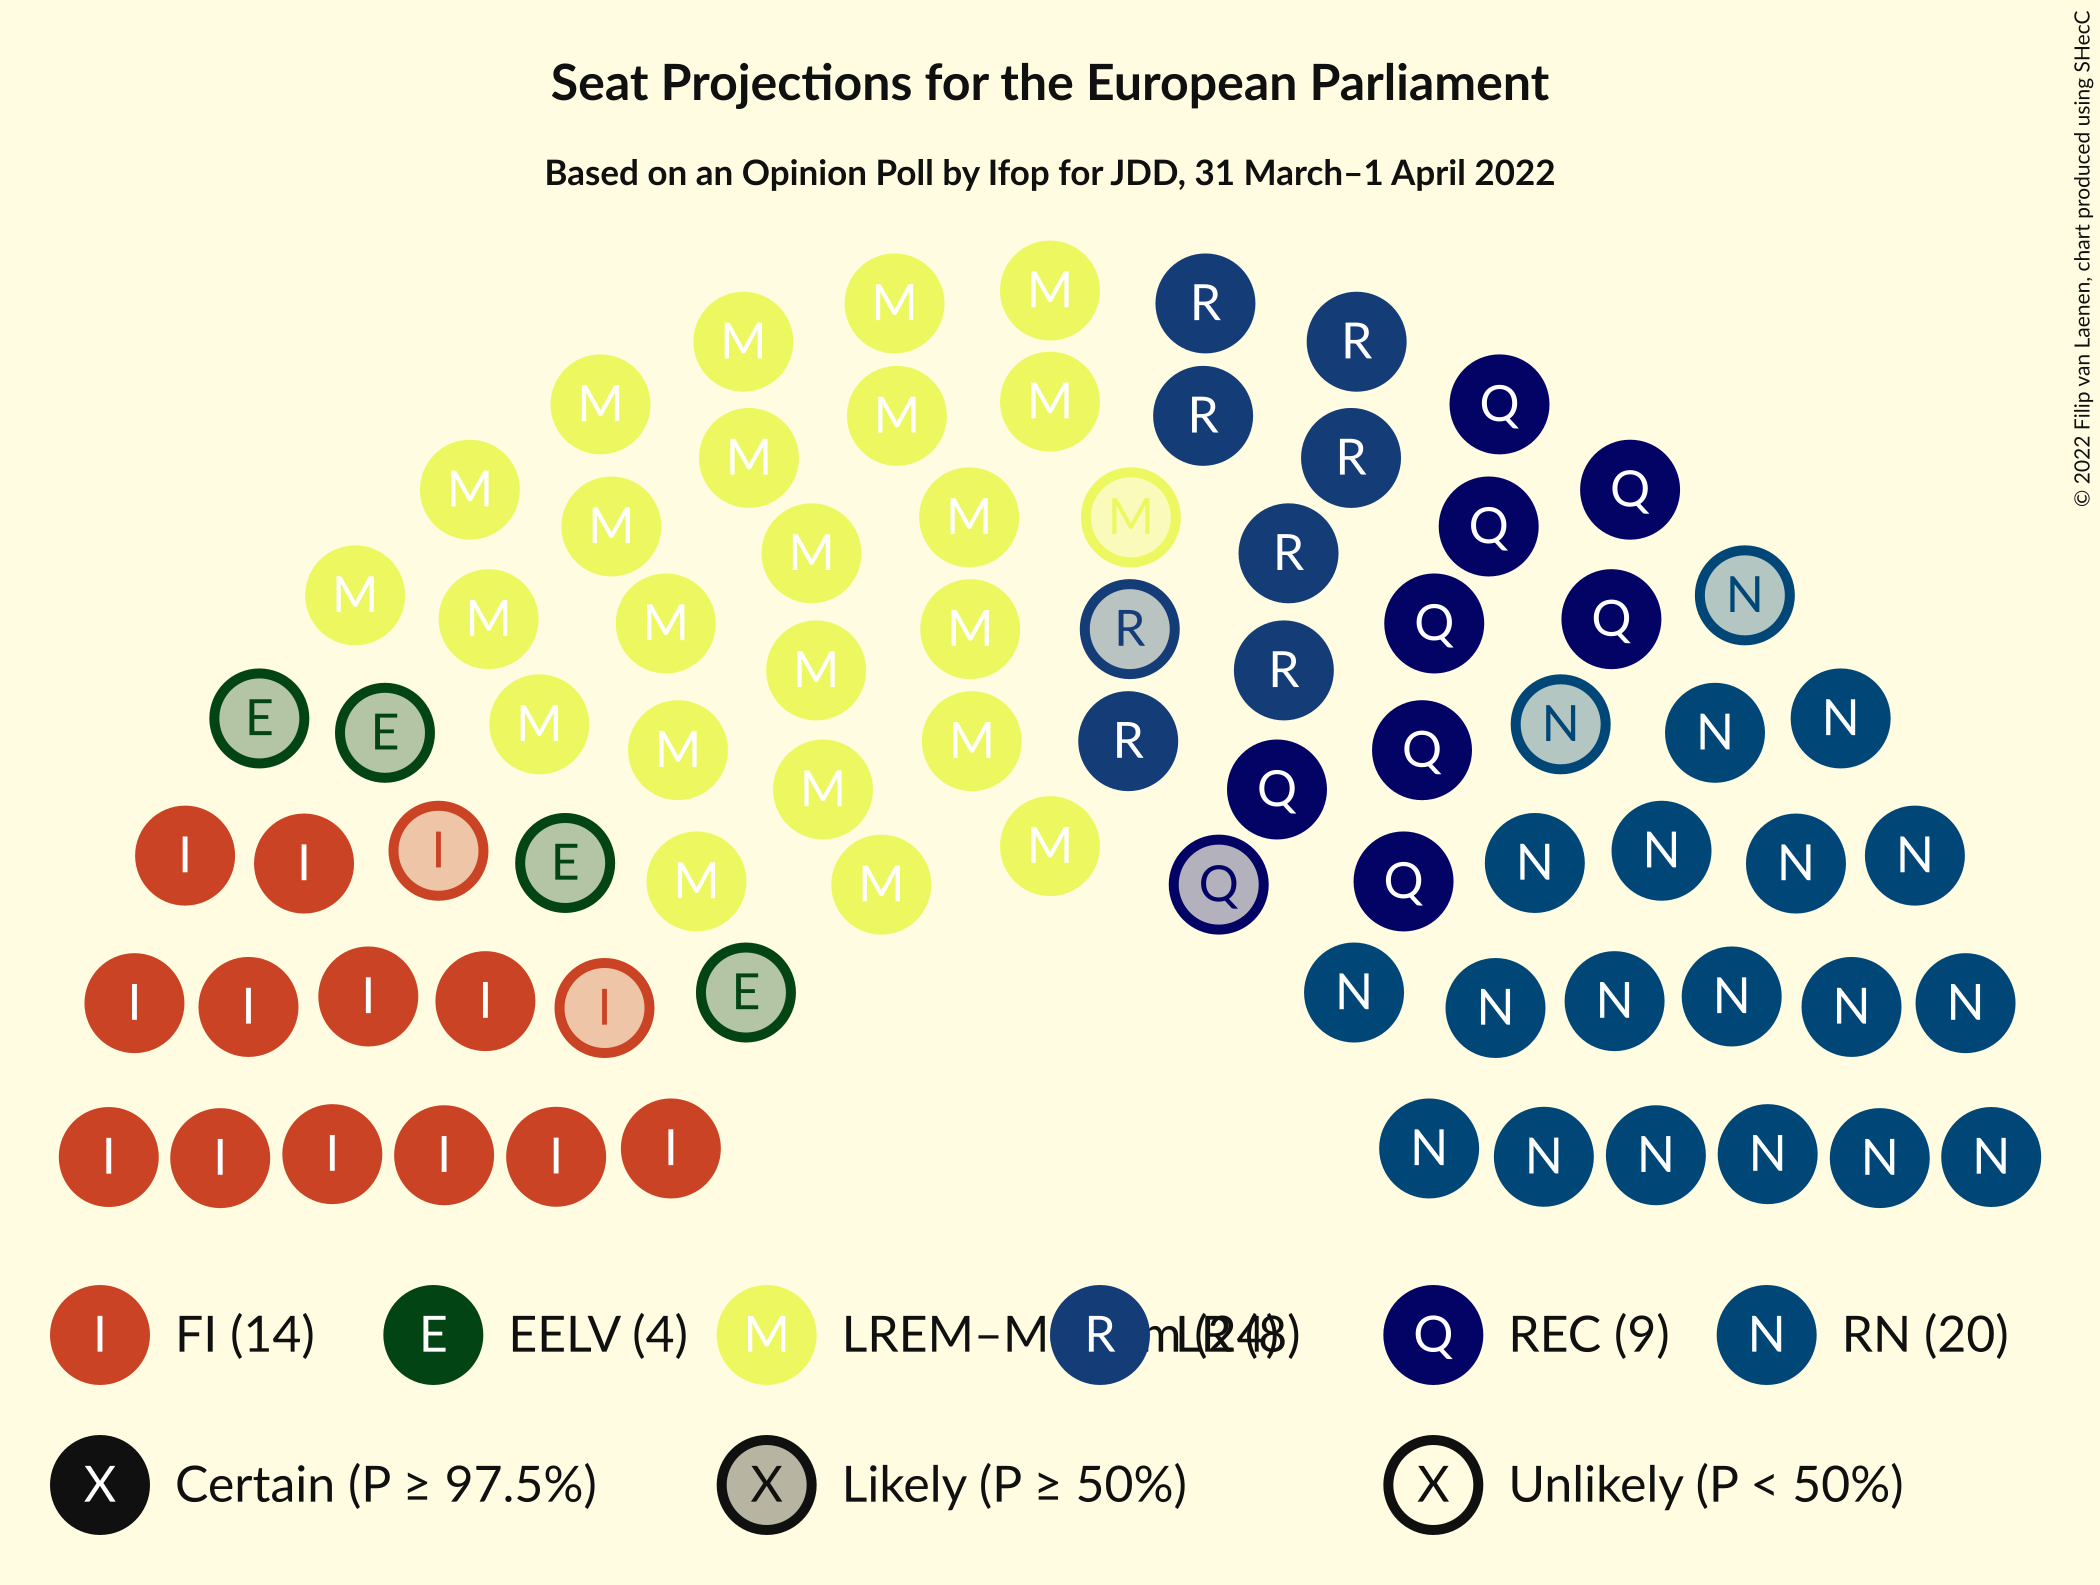 Seat Projections for the European Parliament
Based on an Opinion Poll by Ifop for JDD, 31 March–1 April 2022
© 2022 Filip van Laenen, chart produced using SHecC
M
M R
M R
M M Q
M R
M R
M Q
M M
M Q
M R
M N
M M M R Q Q
M R
E E M M M R Q N N N
M Q
M
I I I E M M Q Q N N N N
I I I I I E N N N N N N
I I I I I I N N N N N N
I FI (14) E EELV (4) M R LR (8) Q REC (9) N RN (20)
X Certain (P ≥ 97.5%) X Likely (P ≥ 50%) X Unlikely (P < 50%)